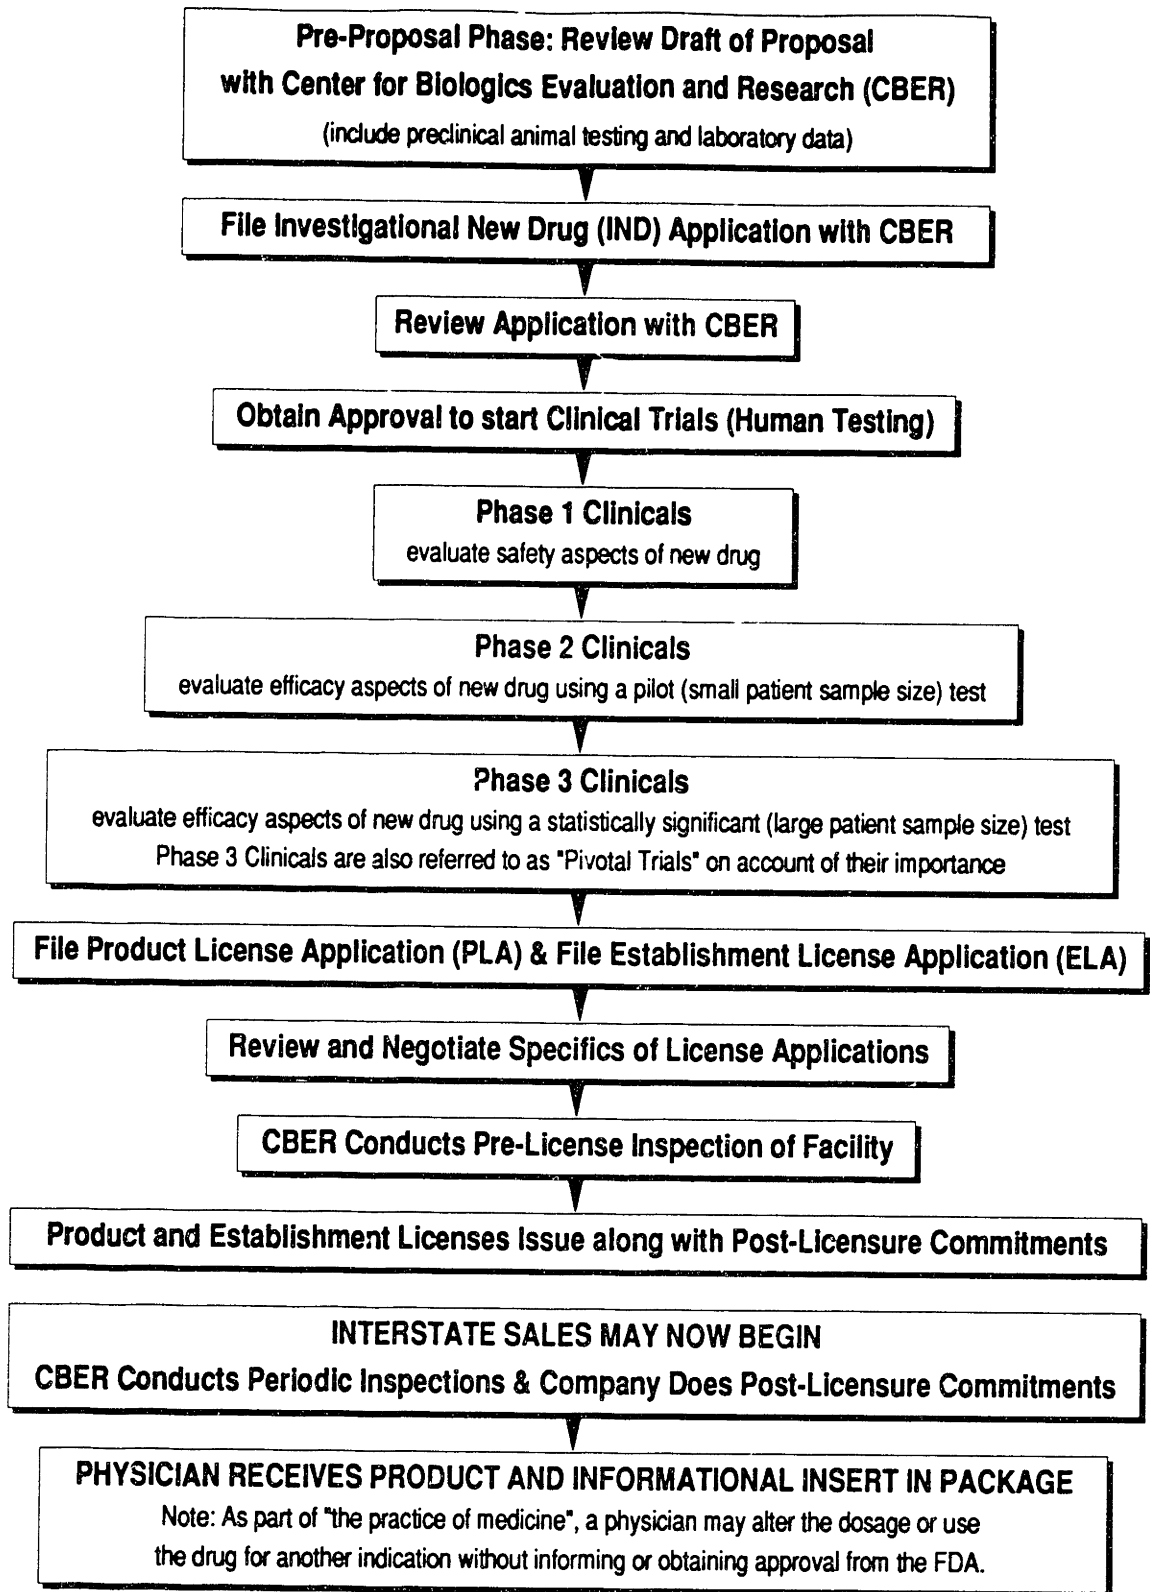 Pre-Proposal Phase: Review Draft of Proposal
with Center for Biologics Evaluation and Research (CBER)
(include preclinical animal testing and laboratory data)
File Investigational New Drug (IND) Application with CBER
Review Application with CBER
Obtain Approval to start Clinical Trials (Human Testing)
Phase 1 Clinicals
evaluate safety aspects of new drug
Phase 2 Clinicals
evaluate efficacy aspects of new drug using a pilot (small patient sample size) test
Phase 3 Clinicals
evaluate efficacy aspects of new drug using a statistically significant (large patient sample size) test
Phase 3 Clinicals are also referred to as "Pivotal Trials" on account of their importance
File Product License Application (PLA) & File Establishment License Application (ELA)
Review and Negotiate Specifics of License Applications
CBER Conducts Pre-License Inspection of Facility
Product and Establishment Licenses Issue along with Post-Licensure Commitments
INTERSTATE SALES MAY NOW BEGIN
CBER Conducts Periodic Inspections & Company Does Post-Licensure Commitments
PHYSICIAN RECEIVES PRODUCT AND INFORMATIONAL INSERT IN PACKAGE
Note: As part of "the practice of medicine", a physician may alter the dosage or use
the drug for another indication without informing or obtaining approval from the FDA.